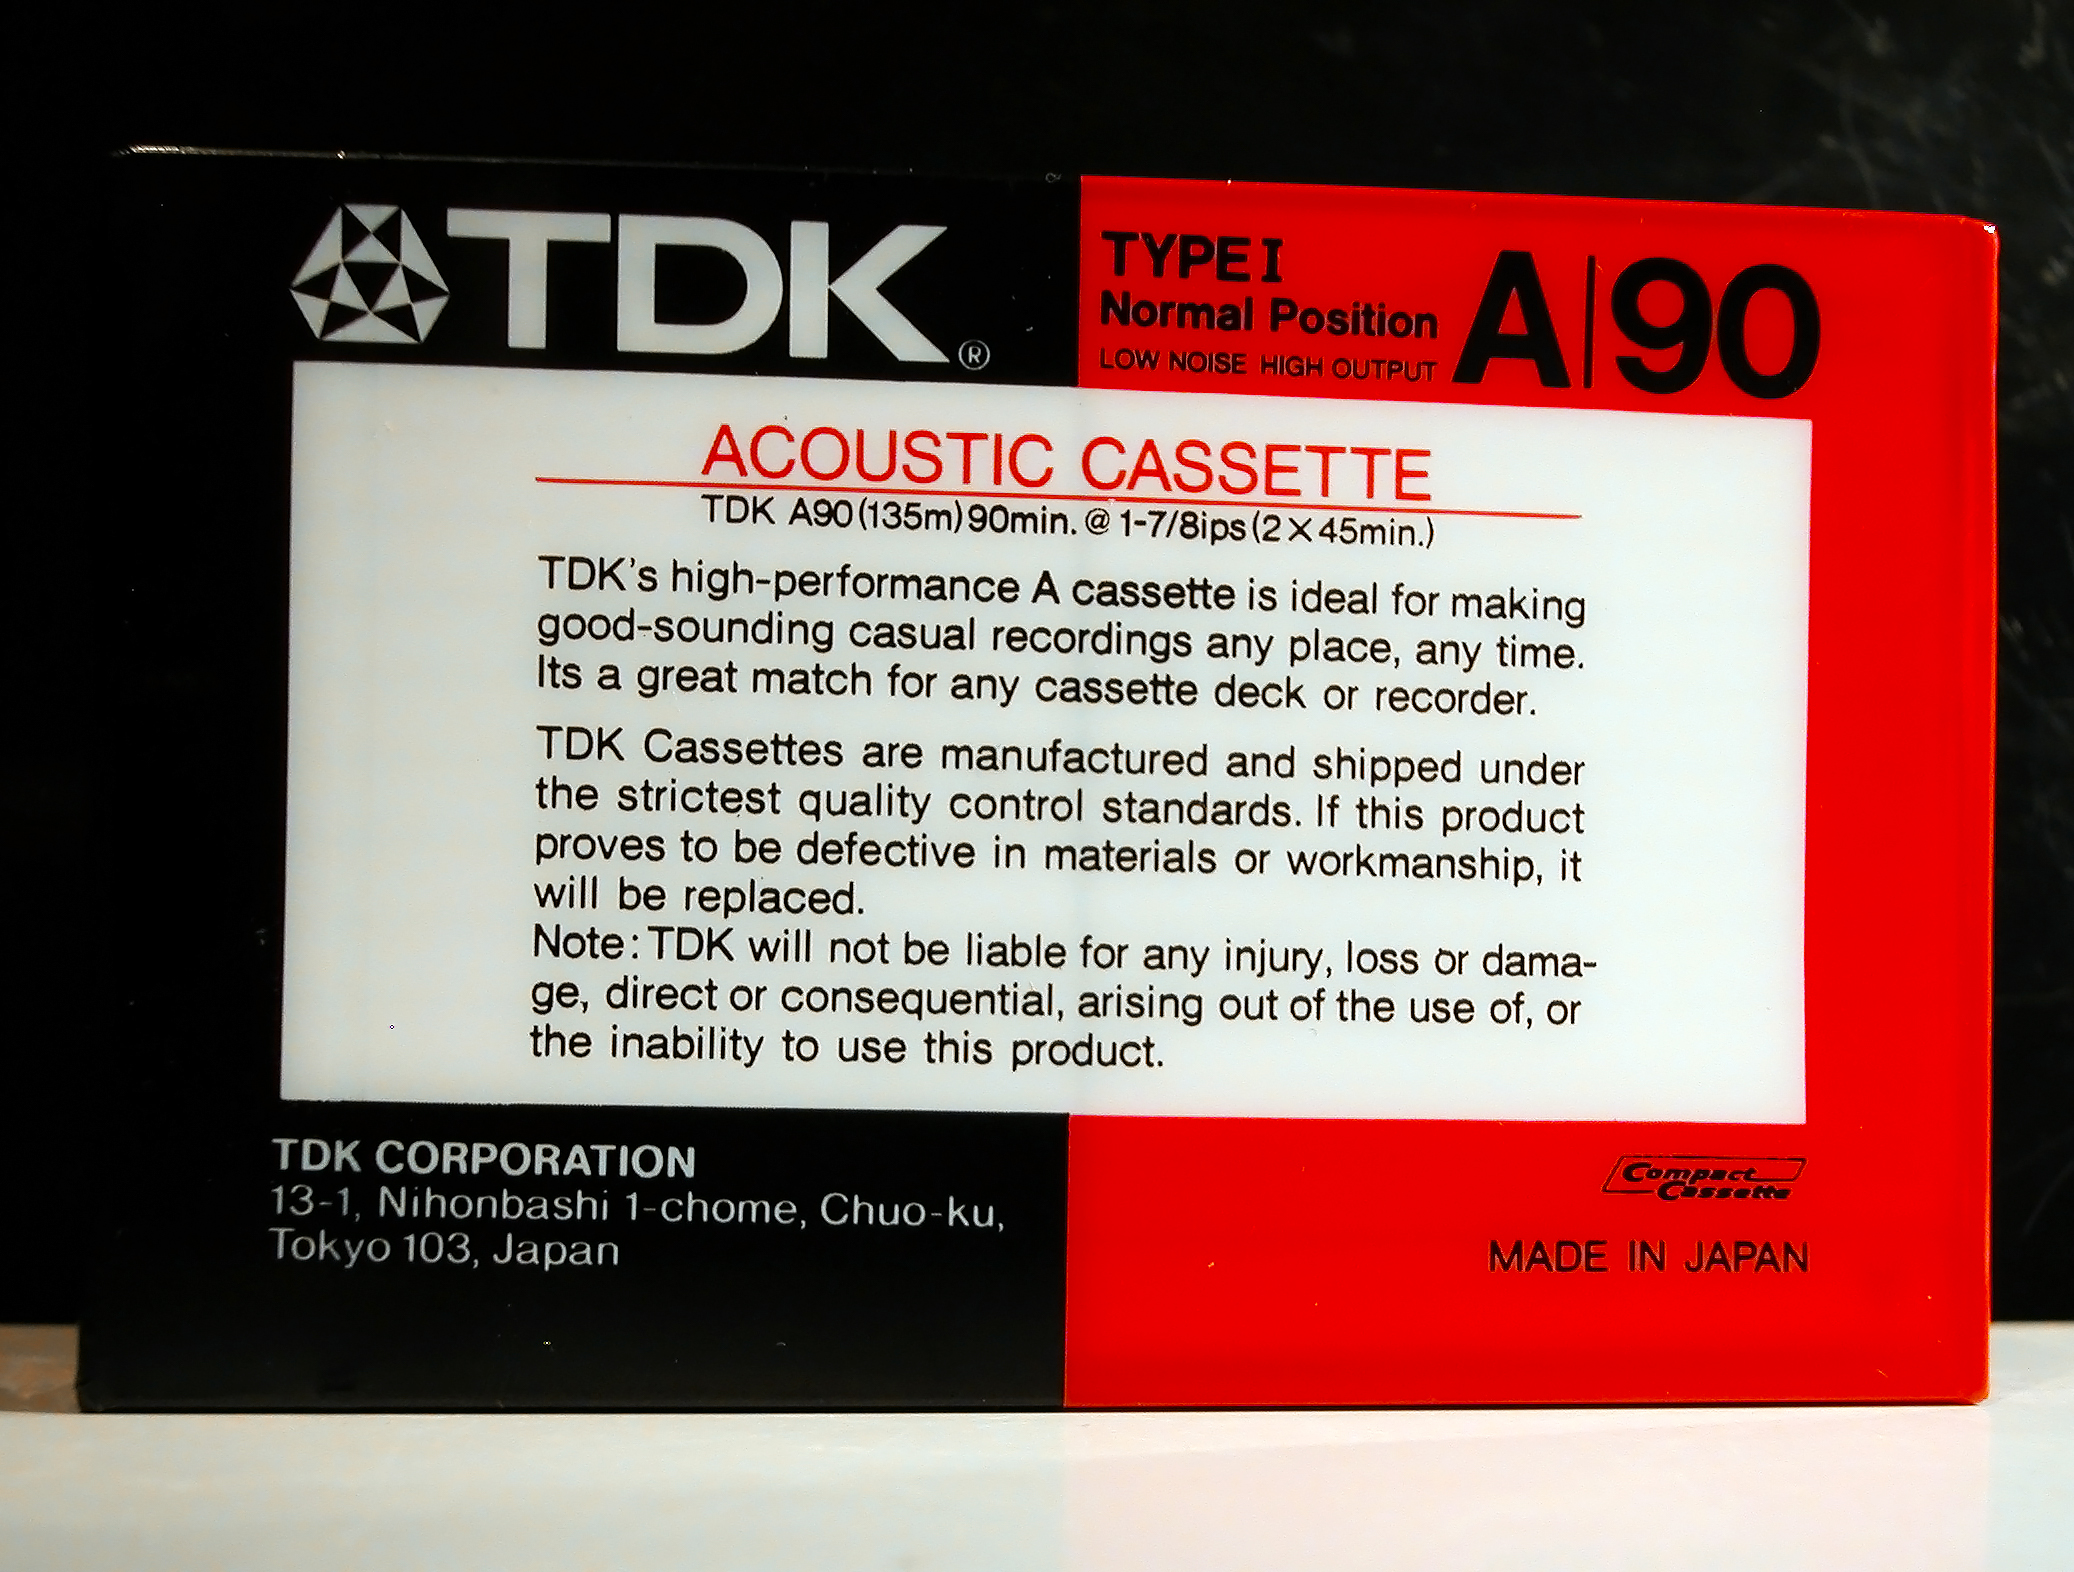 TDK®
TYPE I
Normal Position
LOW NOISE HIGH OUTPUT
A|90
ACOUSTIC CASSETTE
TDK A90(135m)90min.@1-7/8ips(2×45min.)
TDK's high-performance A cassette is ideal for making
good-sounding casual recordings any place, any time.
Its a great match for any cassette deck or recorder.
TDK Cassettes are manufactured and shipped under
the strictest quality control standards. If this product
proves to be defective in materials or workmanship, it
will be replaced.
Note: TDK will not be liable for any injury, loss or dama-
ge, direct or consequential, arising out of the use of, or
the inability to use this product.
TDK CORPORATION
13-1, Nihonbashi 1-chome, Chuo-ku,
Tokyo 103, Japan
Compact
Cassette
MADE IN JAPAN